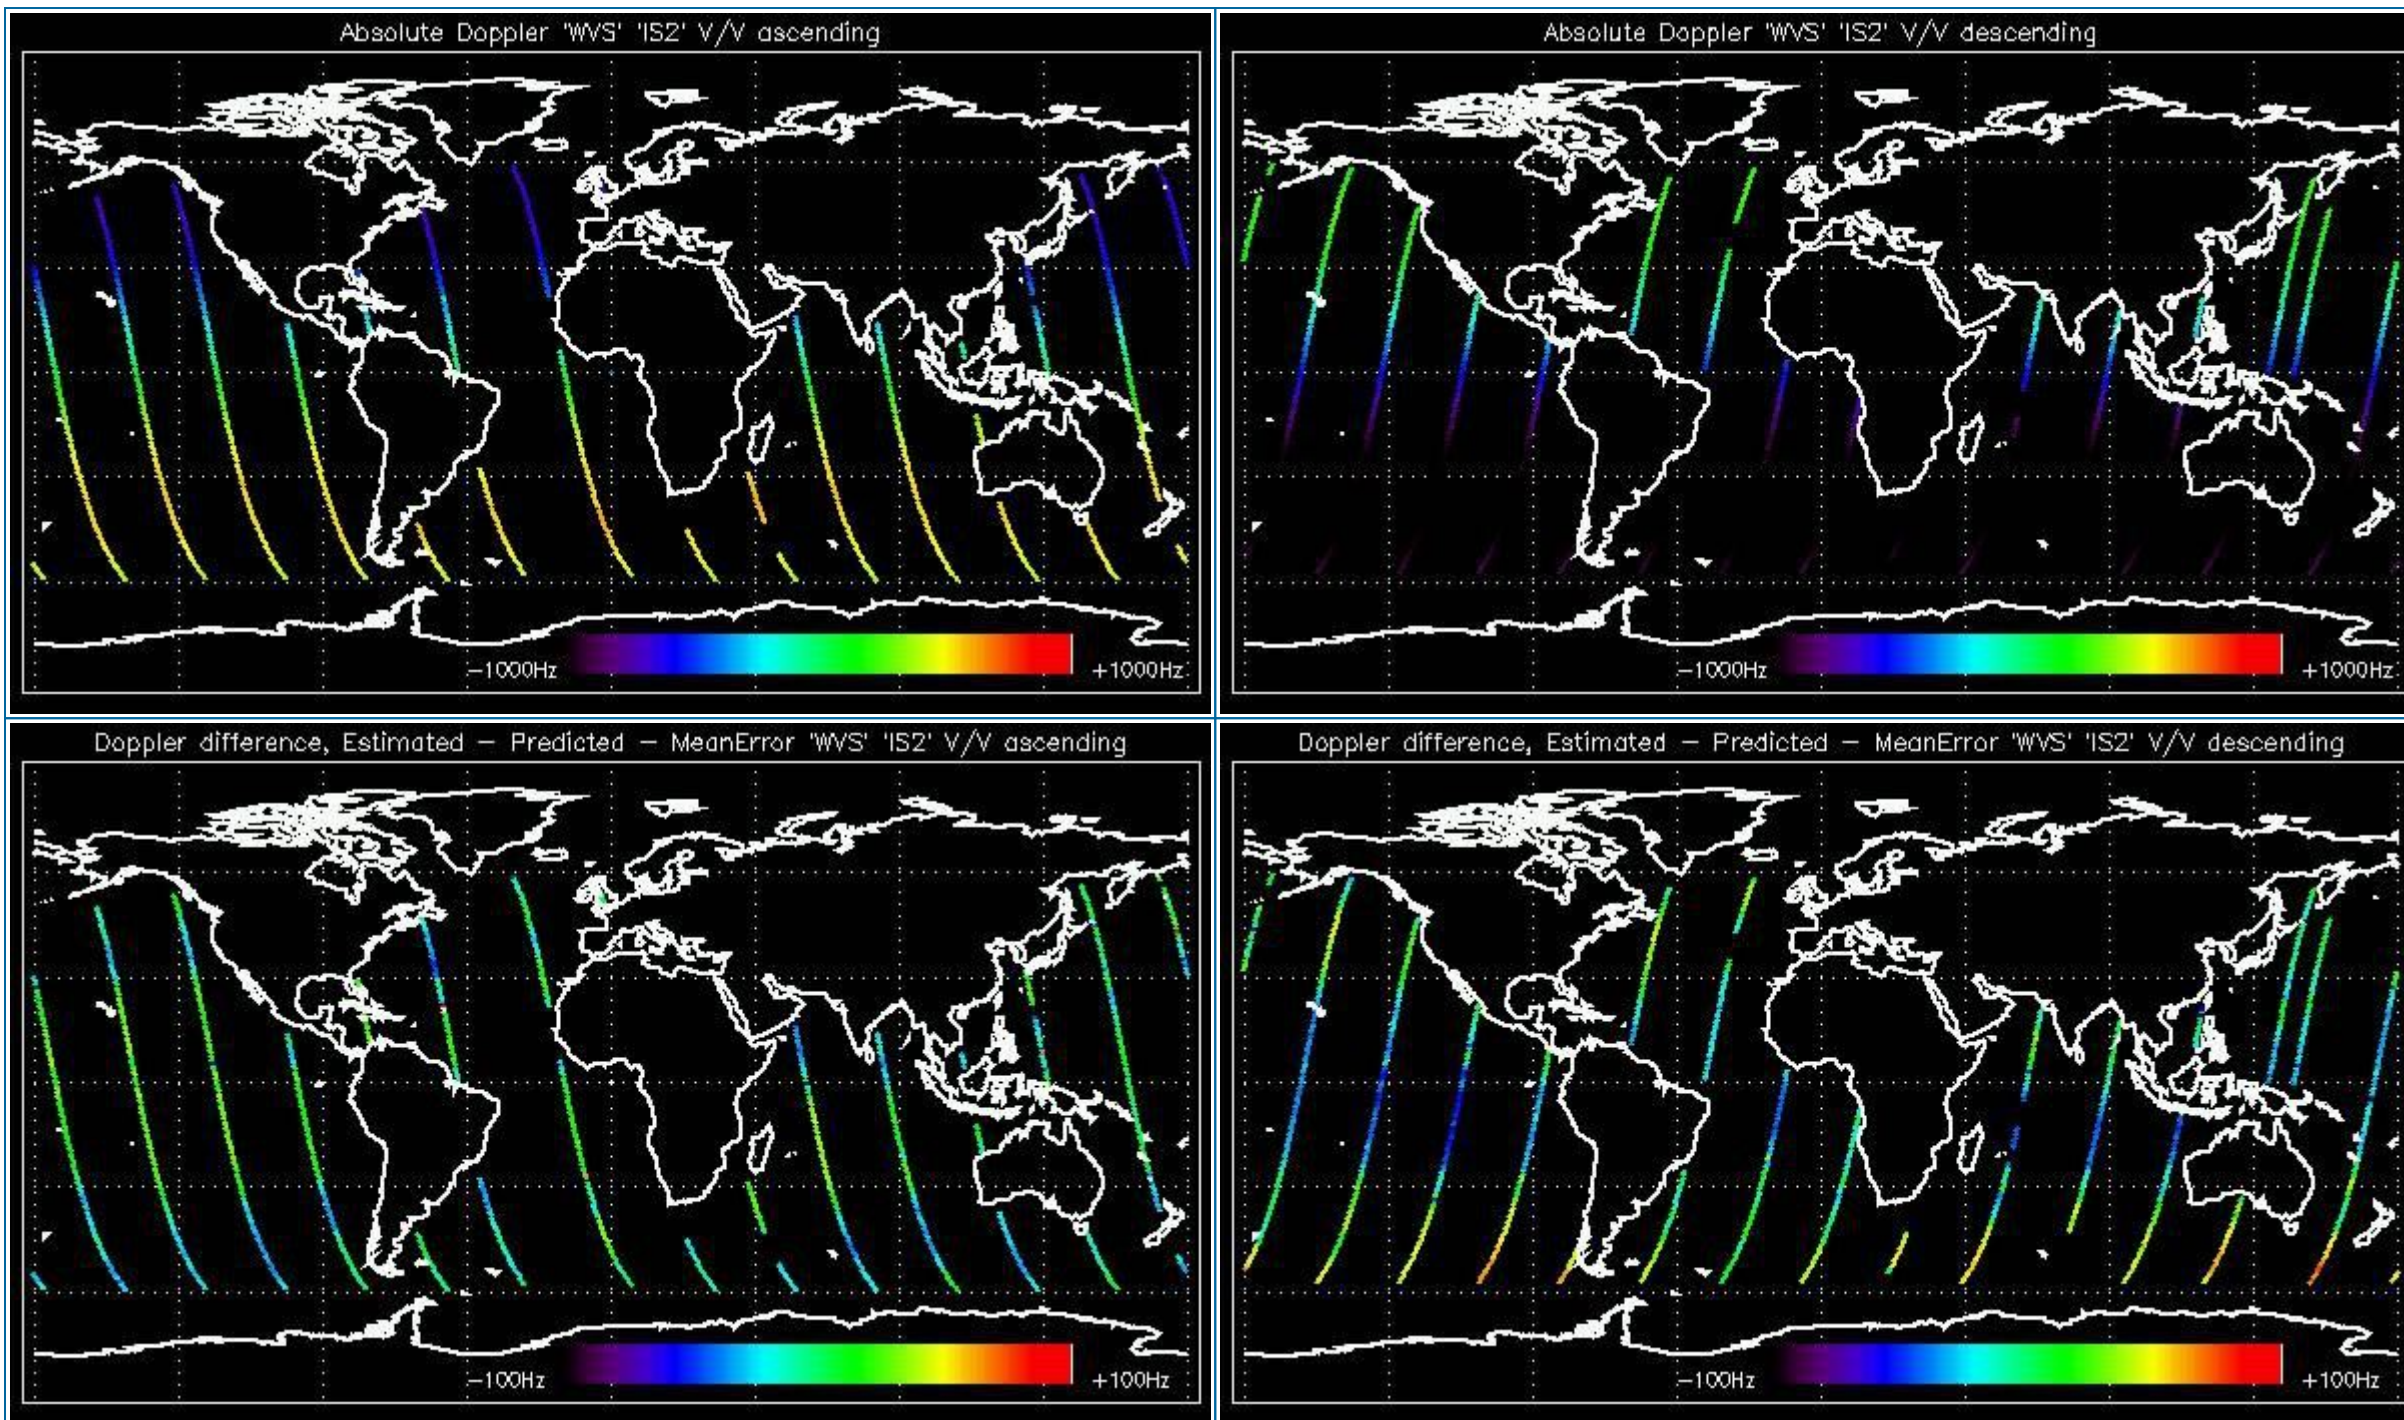 Absolute Doppler 'WVS' 'IS2' V/V ascending
-1000Hz
+1000Hz
Absolute Doppler 'WVS' 'IS2' V/V descending
-1000Hz
+1000Hz
Doppler difference, Estimated - Predicted - MeanError 'WVS' 'IS2' V/V ascending
-100Hz
+100Hz
Doppler difference, Estimated - Predicted - MeanError 'WVS' 'IS2' V/V descending
-100Hz
+100Hz